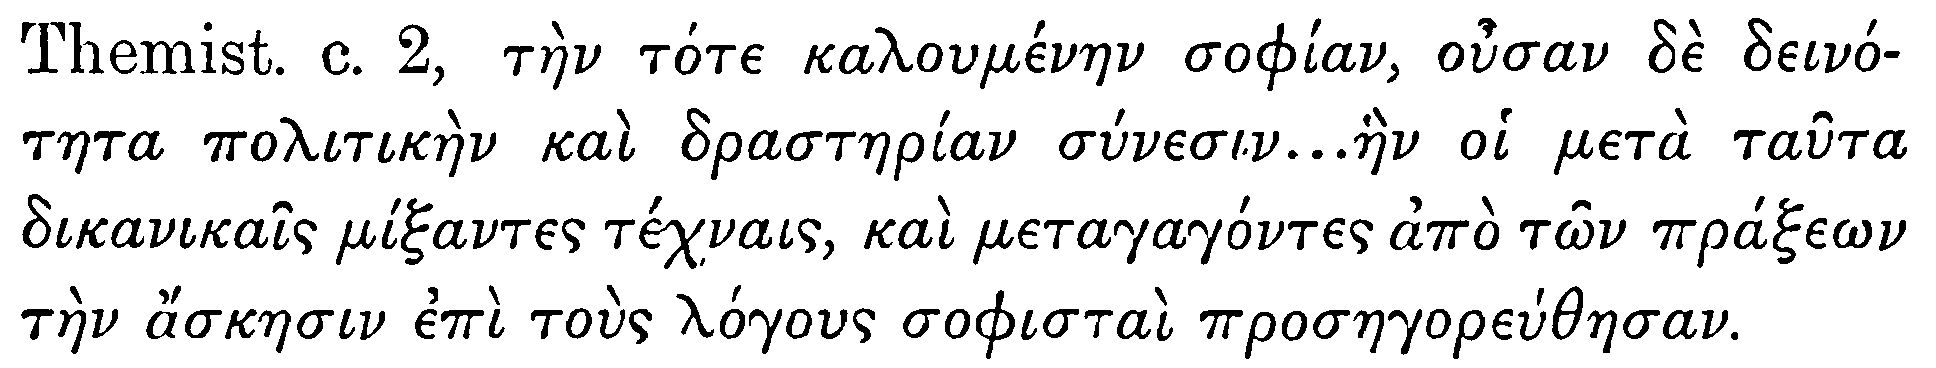 Themist. c. 2, τὴν τότε καλουμένην σοφίαν, οὖσαν δὲ δεινό-
τητα πολιτικὴν καὶ δραστηρίαν σύνεσιν...ἣν οἱ μετὰ ταῦτα
δικανικαῖς μίξαντες τέχναις, καὶ μεταγαγόντες ἀπὸ τῶν πράξεων
τὴν ἄσκησιν ἐπὶ τοὺς λόγους σοφισταὶ προσηγορεύθησαν.